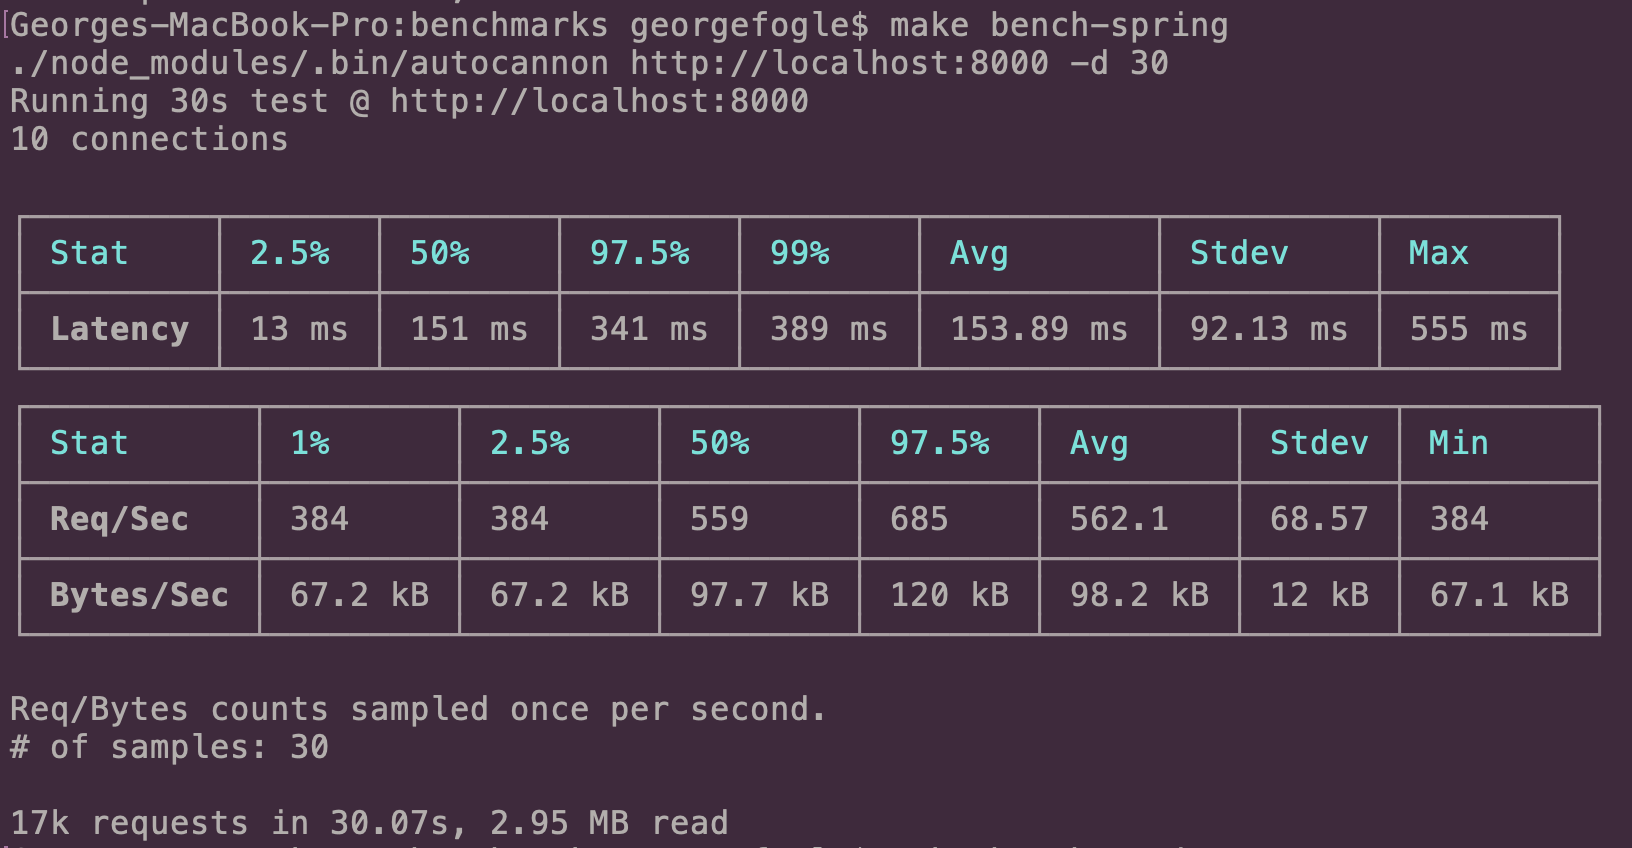 Georges-MacBook-Pro:benchmarks georgefogle$ make bench-spring
./node_modules/.bin/autocannon http://localhost:8000 -d 30
Running 30s test @ http://localhost:8000
10 connections
Stat 2.5% 50% 97.5% 99% Avg Stdev Max
Latency 13 ms 151 ms 341 ms 389 ms 153.89 ms 92.13 ms 555 ms
Stat 1% 2.5% 50% 97.5% Avg Stdev Min
Req/Sec 384 384 559 685 562.1 68.57 384
Bytes/Sec 67.2 kB 67.2 kB 97.7 kB 120 kB 98.2 kB 12 kB 67.1 kB
Req/Bytes counts sampled once per second.
# of samples: 30
17k requests in 30.07s, 2.95 MB read